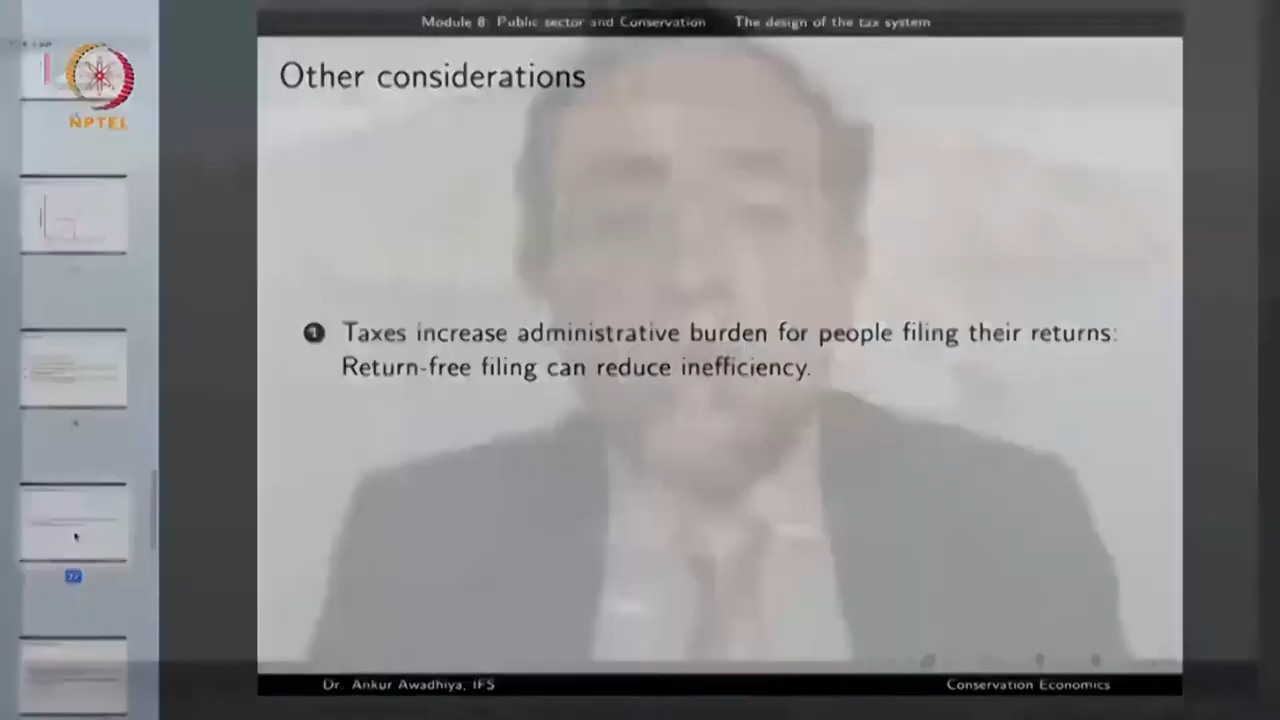 Module 8: Public sector and Conservation The design of the tax system
NPTEL
Other considerations
1 Taxes increase administrative burden for people filing their returns:
Return-free filing can reduce inefficiency.
Dr. Ankur Awadhiya, IFS Conservation Economics